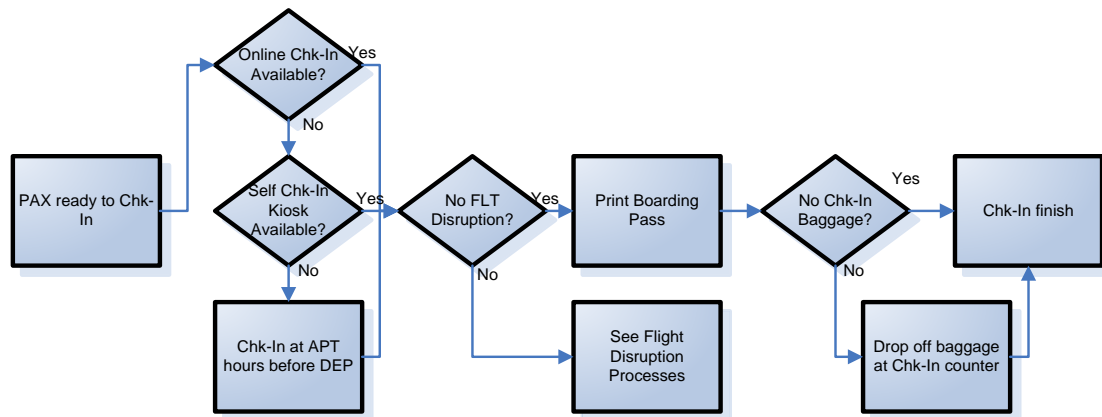 Online Chk-In
Available?
Yes
No
PAX ready to Chk-
In
Self Chk-In
Kiosk
Available?
Yes
No
Chk-In at APT
hours before DEP
No FLT
Disruption?
Yes
No
Print Boarding
Pass
See Flight
Disruption
Processes
No Chk-In
Baggage?
Yes
No
Drop off baggage
at Chk-In counter
Chk-In finish